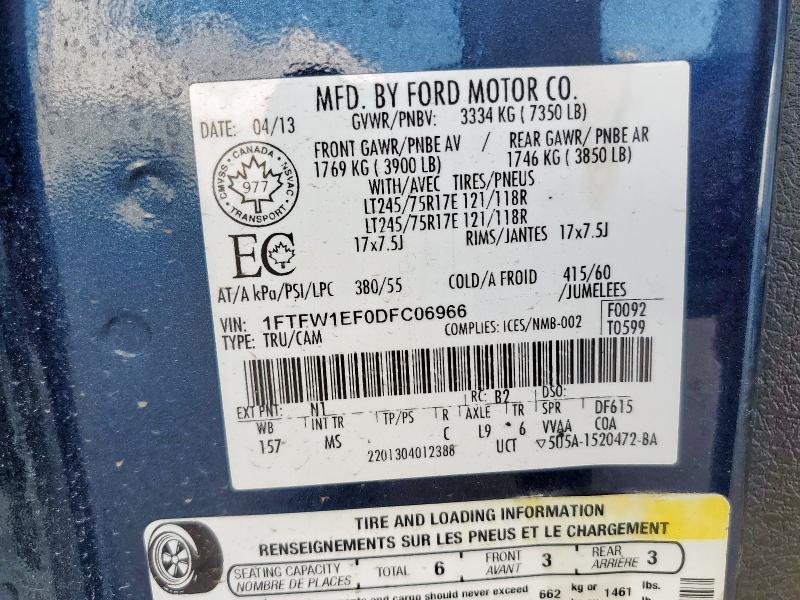 MFD. BY FORD MOTOR CO.
DATE: 04/13 GVWR/PNBV: 3334 KG ( 7350 LB)
FRONT GAWR/ PNBE AV / REAR GAWR/ PNBE AR
1769 KG ( 3900 LB) 1746 KG ( 3850 LB)
CMVSS · CANADA · NSVAC · TRANSPORT ·
977
WITH/AVEC TIRES/PNEUS
LT245/75R17E 121/118R
LT245/75R17E 121/118R
17x7.5J RIMS/JANTES 17x7.5J
EC
AT/A kPa/PSI/LPC 380/55 COLD/A FROID 415/60
/JUMELEES
VIN: 1FTFW1EF0DFC06966 COMPLIES: ICES/NMB-002 F0092
TYPE: TRU/CAM T0599
EXT PNT: N1 RC: B2 DSO:
WB INT TR TP/PS R AXLE TR SPR DF615
157 MS C L9 6 VVAA COA
2201304012388 UCT ▽5U5A-1520472-BA
TIRE AND LOADING INFORMATION
RENSEIGNEMENTS SUR LES PNEUS ET LE CHARGEMENT
SEATING CAPACITY TOTAL 6 FRONT 3 REAR 3
NOMBRE DE PLACES AVANT ARRIÈRE
and cargo should never exceed 662 kg or 1461 lbs.